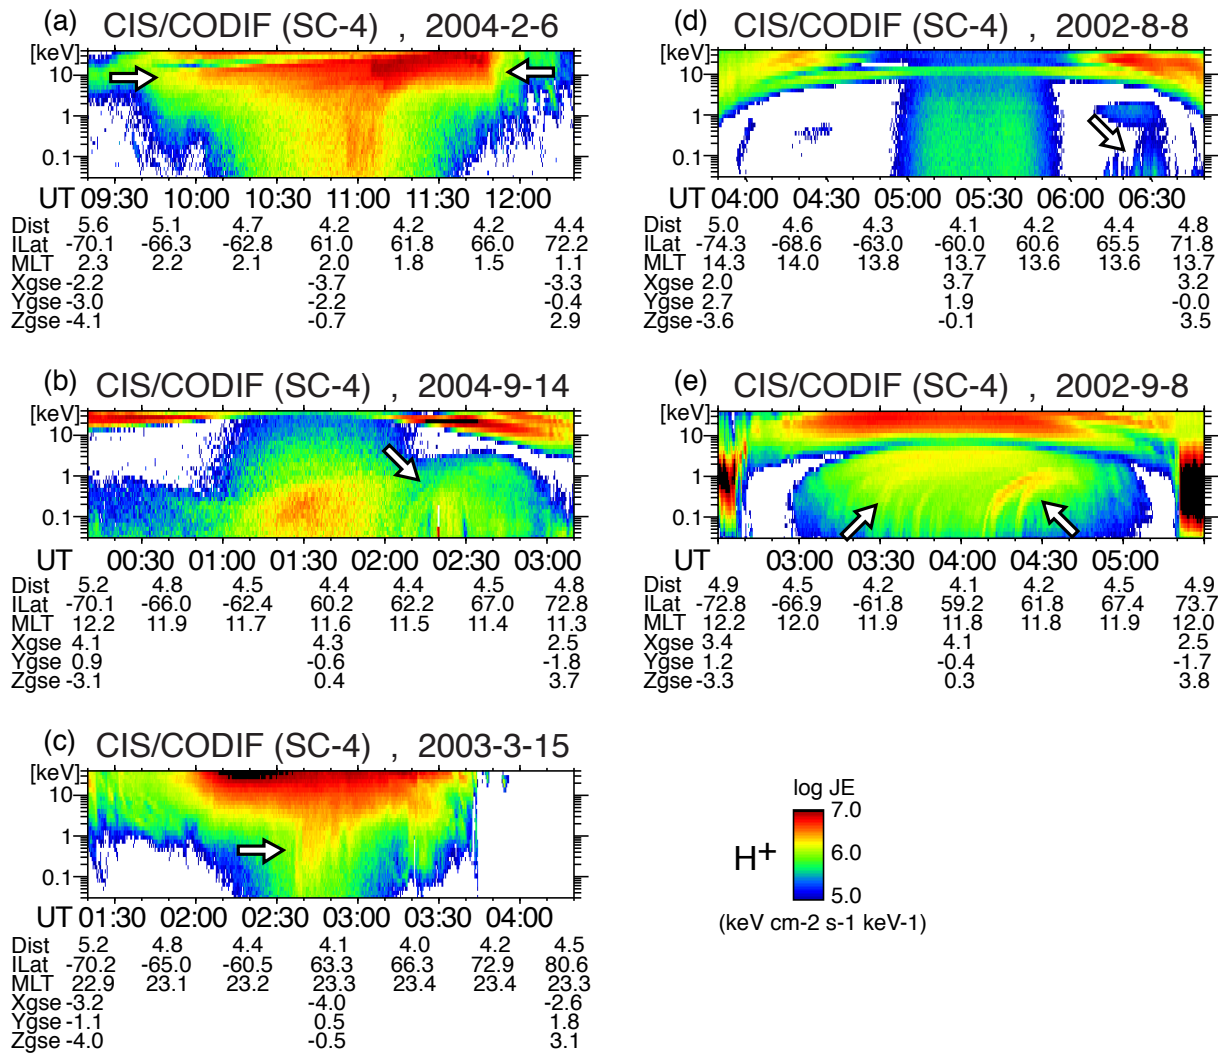 (a) CIS/CODIF (SC-4) , 2004-2-6
[keV]
10
1
0.1
UT 09:30 10:00 10:30 11:00 11:30 12:00
Dist 5.6 5.1 4.7 4.2 4.2 4.2 4.4
ILat -70.1 -66.3 -62.8 61.0 61.8 66.0 72.2
MLT 2.3 2.2 2.1 2.0 1.8 1.5 1.1
Xgse -2.2 -3.7 -3.3
Ygse -3.0 -2.2 -0.4
Zgse -4.1 -0.7 2.9
(d) CIS/CODIF (SC-4) , 2002-8-8
[keV]
10
1
0.1
UT 04:00 04:30 05:00 05:30 06:00 06:30
Dist 5.0 4.6 4.3 4.1 4.2 4.4 4.8
ILat -74.3 -68.6 -63.0 -60.0 60.6 65.5 71.8
MLT 14.3 14.0 13.8 13.7 13.6 13.6 13.7
Xgse 2.0 3.7 3.2
Ygse 2.7 1.9 -0.0
Zgse -3.6 -0.1 3.5
(b) CIS/CODIF (SC-4) , 2004-9-14
[keV]
10
1
0.1
UT 00:30 01:00 01:30 02:00 02:30 03:00
Dist 5.2 4.8 4.5 4.4 4.4 4.5 4.8
ILat -70.1 -66.0 -62.4 60.2 62.2 67.0 72.8
MLT 12.2 11.9 11.7 11.6 11.5 11.4 11.3
Xgse 4.1 4.3 2.5
Ygse 0.9 -0.6 -1.8
Zgse -3.1 0.4 3.7
(e) CIS/CODIF (SC-4) , 2002-9-8
[keV]
10
1
0.1
UT 03:00 03:30 04:00 04:30 05:00
Dist 4.9 4.5 4.2 4.1 4.2 4.5 4.9
ILat -72.8 -66.9 -61.8 59.2 61.8 67.4 73.7
MLT 12.2 12.0 11.9 11.8 11.8 11.9 12.0
Xgse 3.4 4.1 2.5
Ygse 1.2 -0.4 -1.7
Zgse -3.3 0.3 3.8
(c) CIS/CODIF (SC-4) , 2003-3-15
[keV]
10
1
0.1
UT 01:30 02:00 02:30 03:00 03:30 04:00
Dist 5.2 4.8 4.4 4.1 4.0 4.2 4.5
ILat -70.2 -65.0 -60.5 63.3 66.3 72.9 80.6
MLT 22.9 23.1 23.2 23.3 23.4 23.4 23.3
Xgse -3.2 -4.0 -2.6
Ygse -1.1 0.5 1.8
Zgse -4.0 -0.5 3.1
log JE
7.0
H+ 6.0
5.0
(keV cm-2 s-1 keV-1)